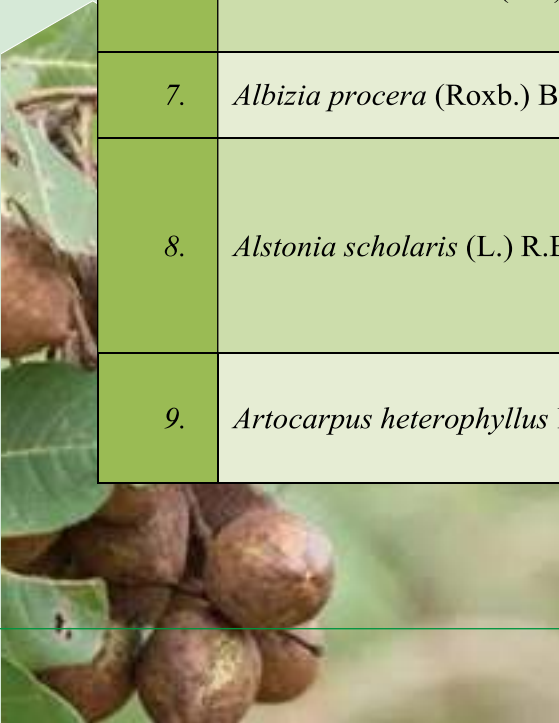 7. Albizia procera (Roxb.) B
8. Alstonia scholaris (L.) R.
9. Artocarpus heterophyllus